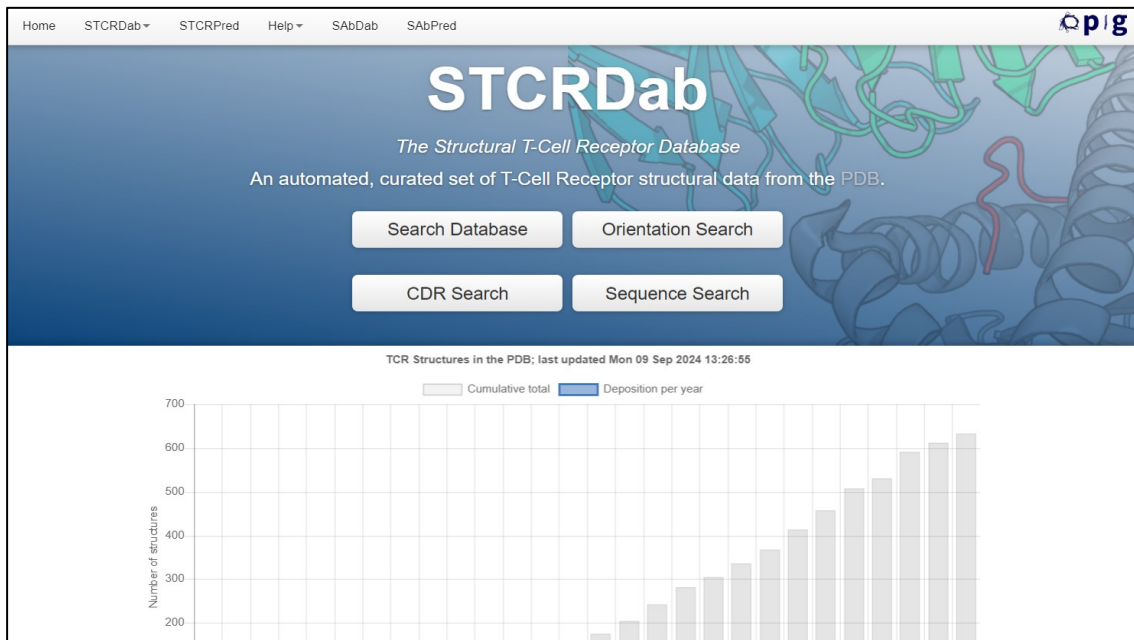 Home STCRDab STCRPred Help SAbDab SAbPred
opig
STCRDab
The Structural T-Cell Receptor Database
An automated, curated set of T-Cell Receptor structural data from the PDB.
Search Database Orientation Search
CDR Search Sequence Search
TCR Structures in the PDB; last updated Mon 09 Sep 2024 13:26:55
Cumulative total Deposition per year
700
600
500
400
300
200
Number of structures